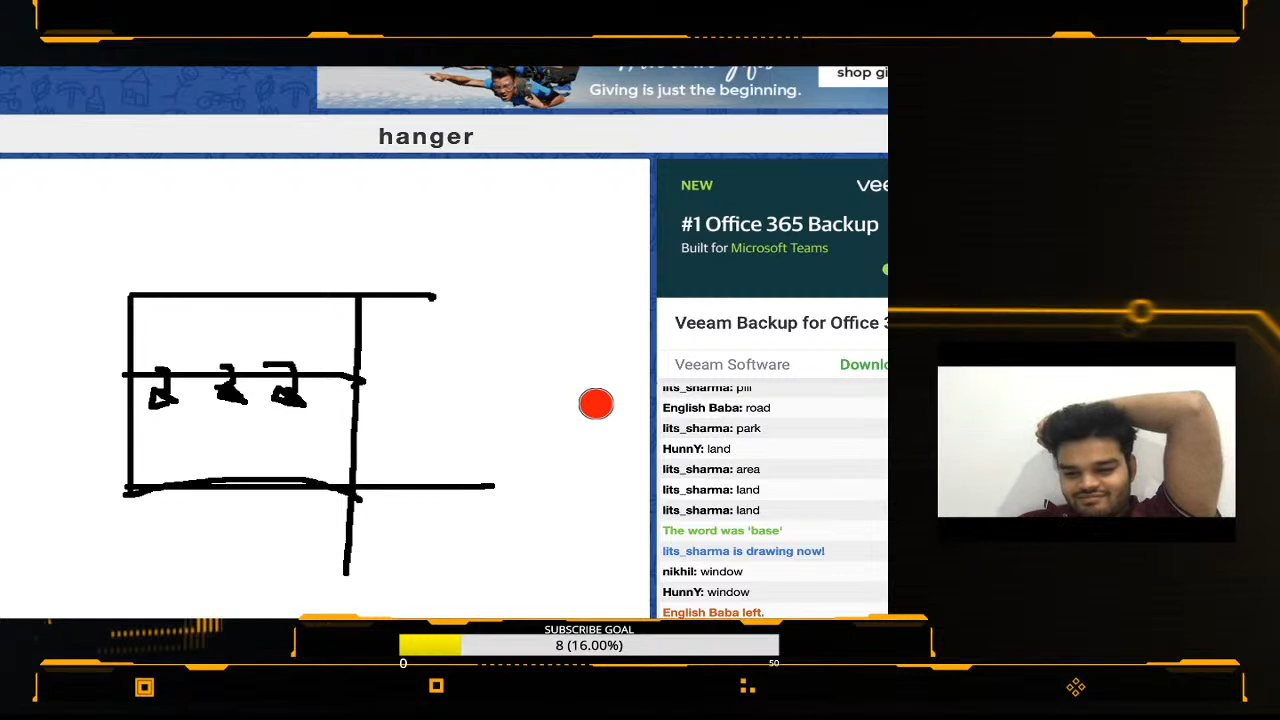 shop gi
Giving is just the beginning.
hanger
NEW
vee
#1 Office 365 Backup
Built for Microsoft Teams
Veeam Backup for Office 3
Veeam Software
Downlo
lits_sharma: pill
English Baba: road
lits_sharma: park
HunnY: land
lits_sharma: area
lits_sharma: land
lits_sharma: land
The word was 'base'
lits_sharma is drawing now!
nikhil: window
HunnY: window
English Baba left.
SUBSCRIBE GOAL
8 (16.00%)
0
50